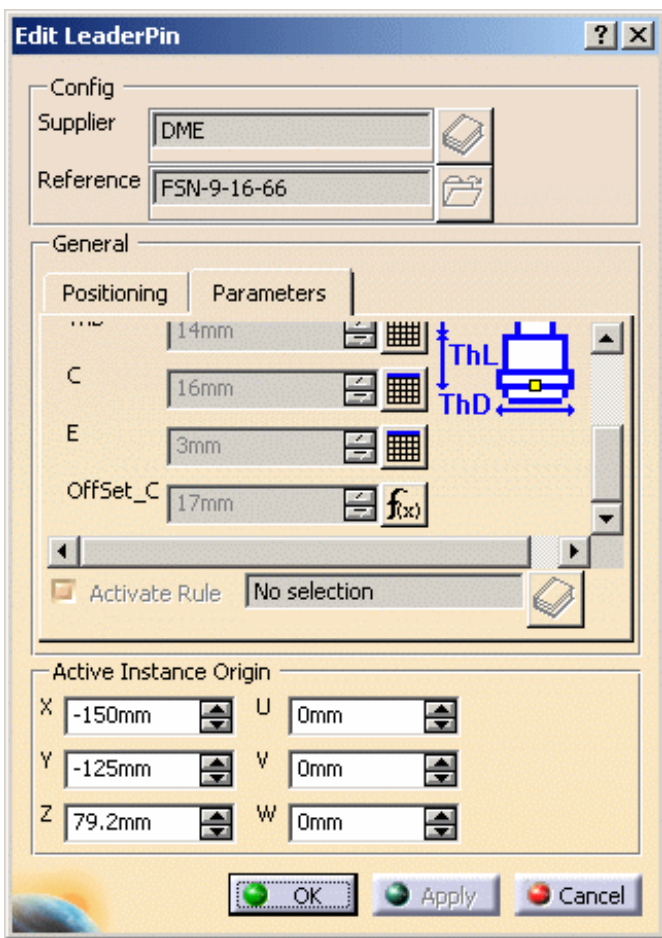 Edit LeaderPin
Config
Supplier DME
Reference FSN-9-16-66
General
Positioning Parameters
14mm
ThL
C 16mm
ThD
E 3mm
OffSet_C 17mm f(x)
Activate Rule No selection
Active Instance Origin
X -150mm U 0mm
Y -125mm V 0mm
Z 79.2mm W 0mm
OK Apply Cancel